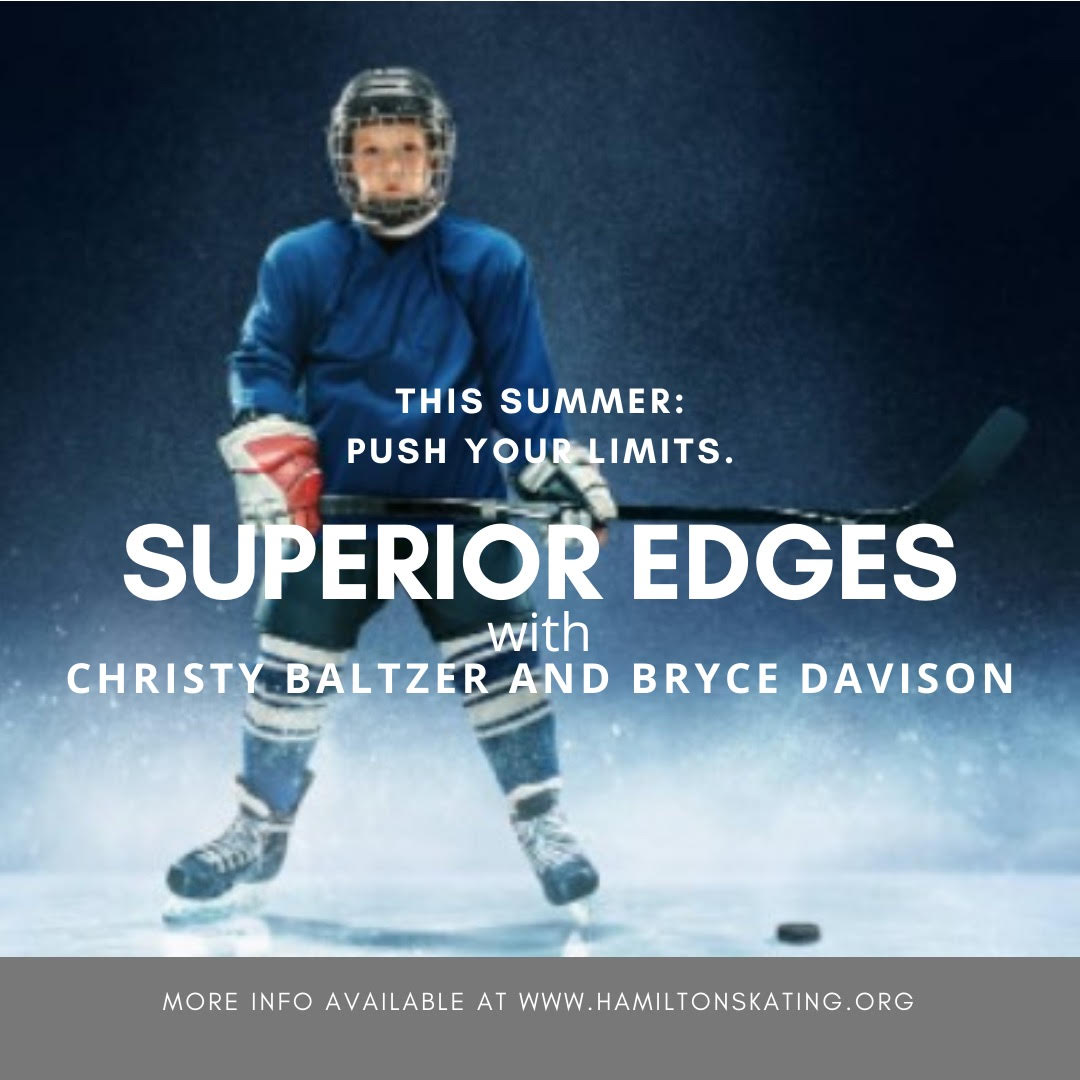 THIS SUMMER:
PUSH YOUR LIMITS.
SUPERIOR EDGES
with
CHRISTY BALTZER AND BRYCE DAVISON
MORE INFO AVAILABLE AT WWW.HAMILTONSKATING.ORG